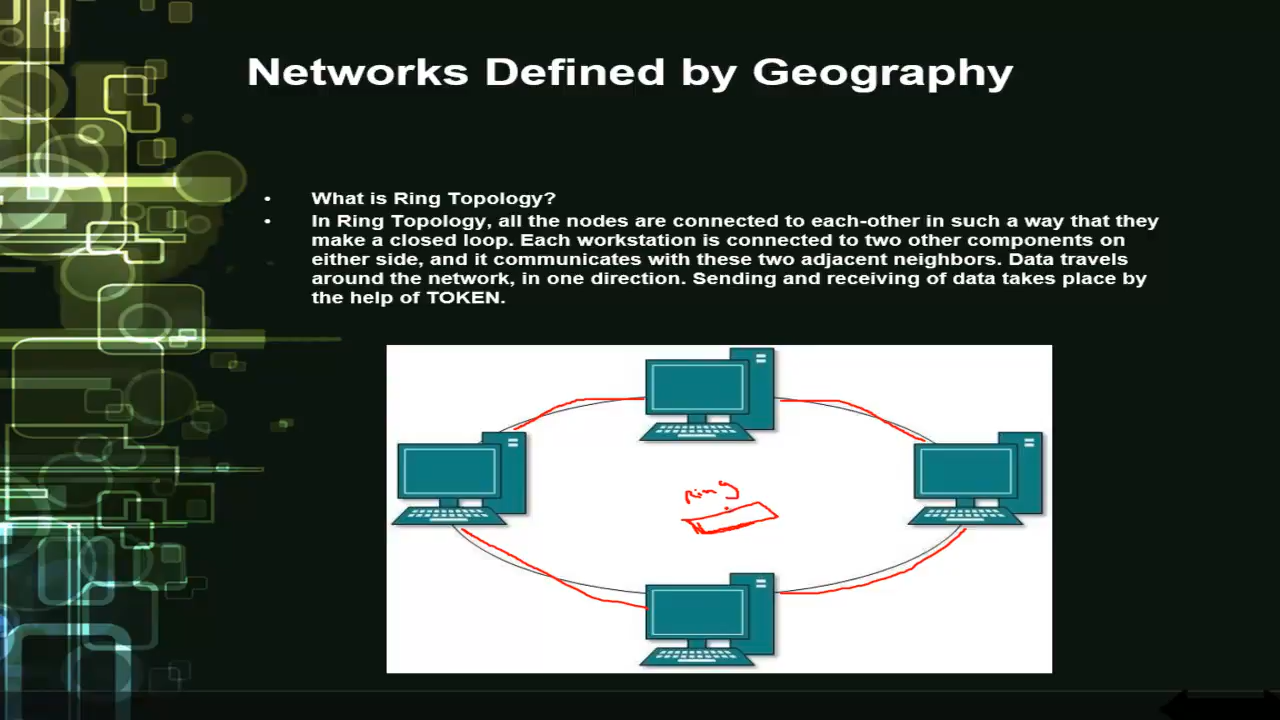 Networks Defined by Geography
• What is Ring Topology?
• In Ring Topology, all the nodes are connected to each-other in such a way that they
make a closed loop. Each workstation is connected to two other components on
either side, and it communicates with these two adjacent neighbors. Data travels
around the network, in one direction. Sending and receiving of data takes place by
the help of TOKEN.
Ring